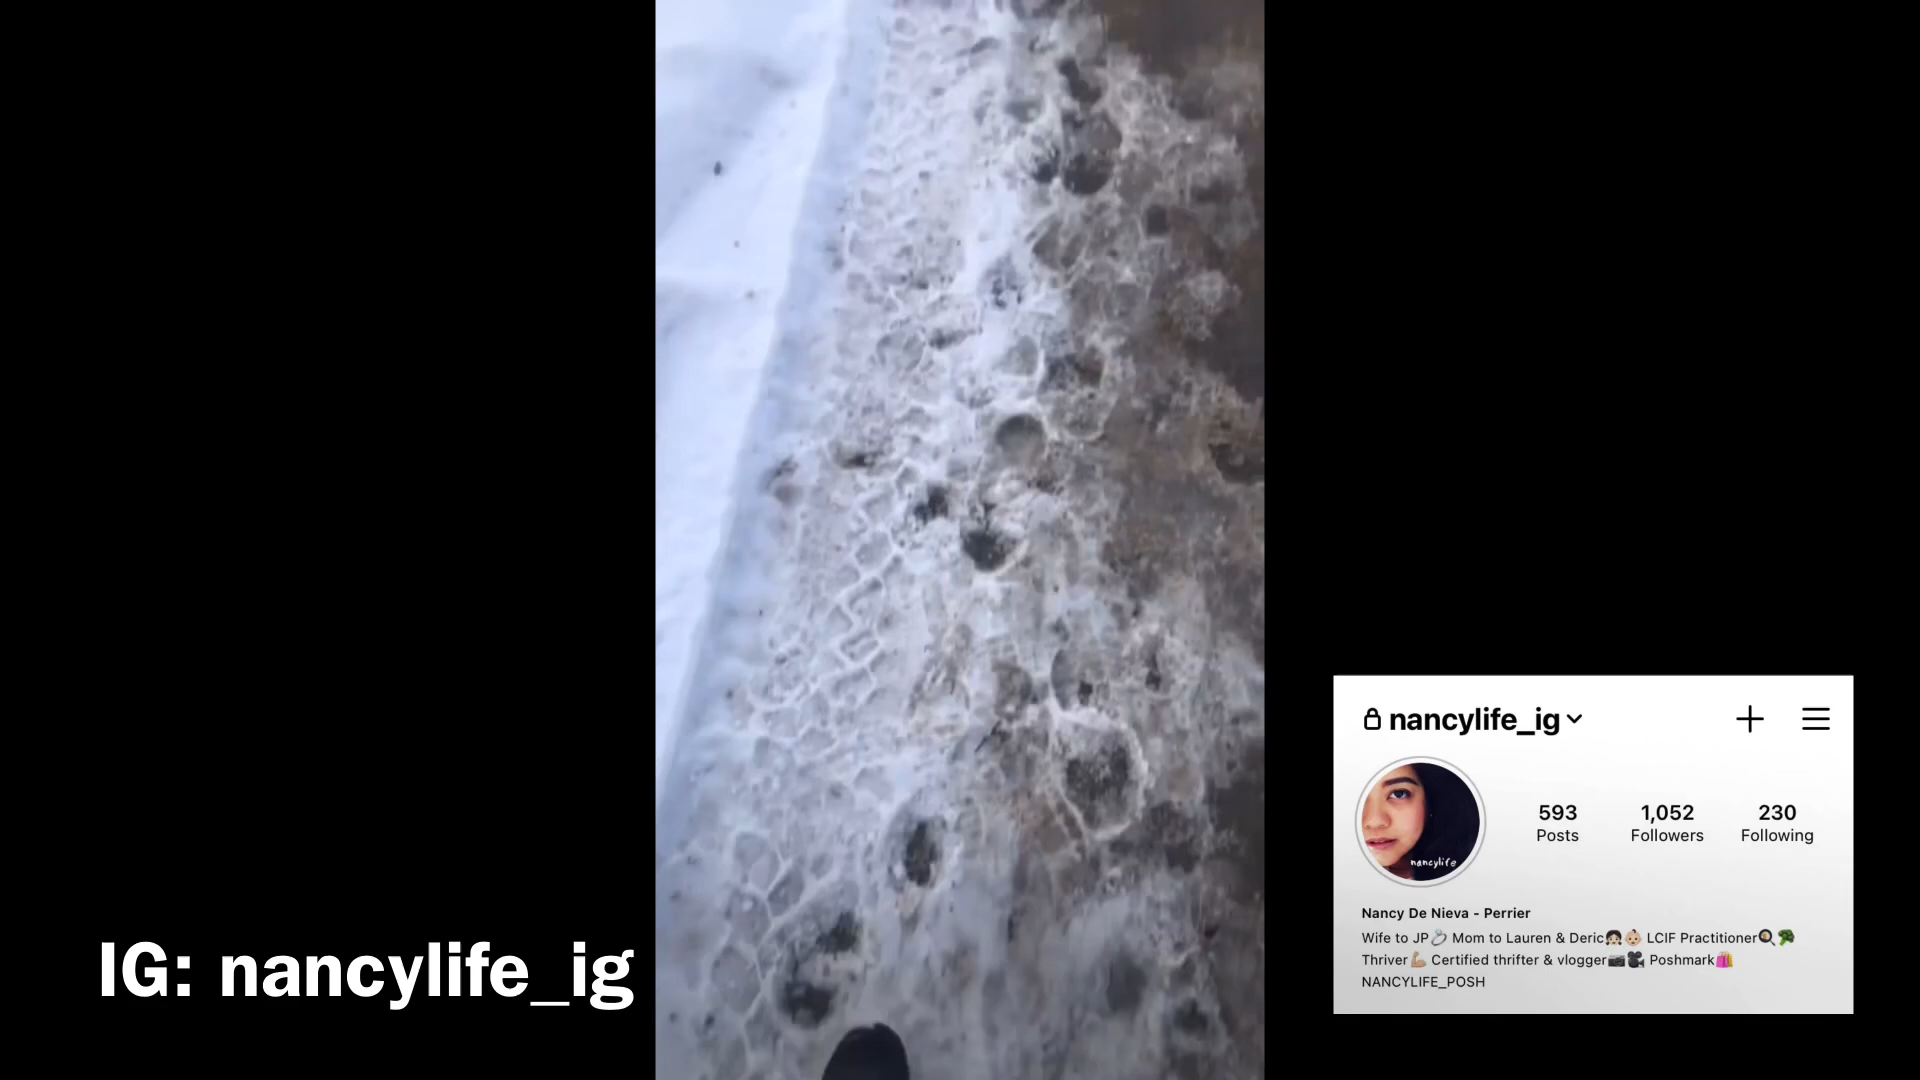 IG: nancylife_ig
nancylife_ig
593
1,052
230
Posts
Followers
Following
nancylife
Nancy De Nieva - Perrier
Wife to JP💍 Mom to Lauren & Deric👧🏻👶🏼 LCIF Practitioner🔍🥦
Thriver💪🏼 Certified thrifter & vlogger📷🎥 Poshmark🛍️
NANCYLIFE_POSH